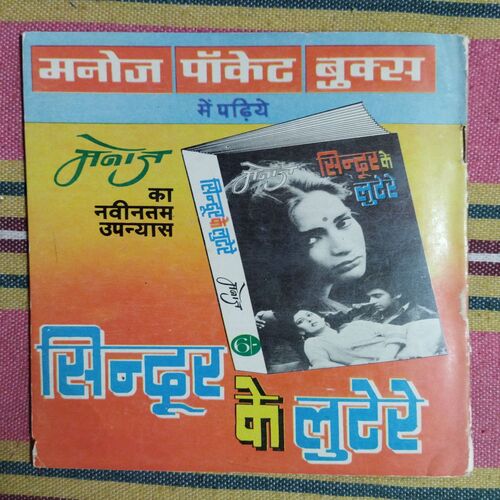 मनोज पॉकेट बुक्स
में पढ़िये
मनोज
का
नवीनतम
उपन्यास
मनोज
सिन्दूर के
लुटेरे
सिन्दूर के लुटेरे
मनोज
6/-
सिन्दूर
के लुटेरे